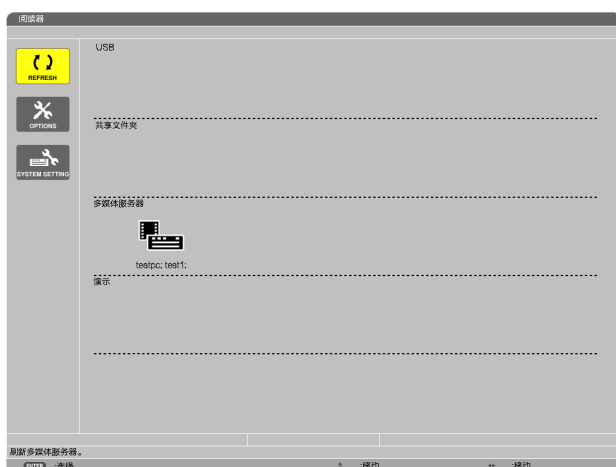 阅读器
USB
REFRESH
OPTIONS
共享文件夹
SYSTEM SETTING
多媒体服务器
testpc: test1:
演示
刷新多媒体服务器。
ENTER :选择 :移动 :移动